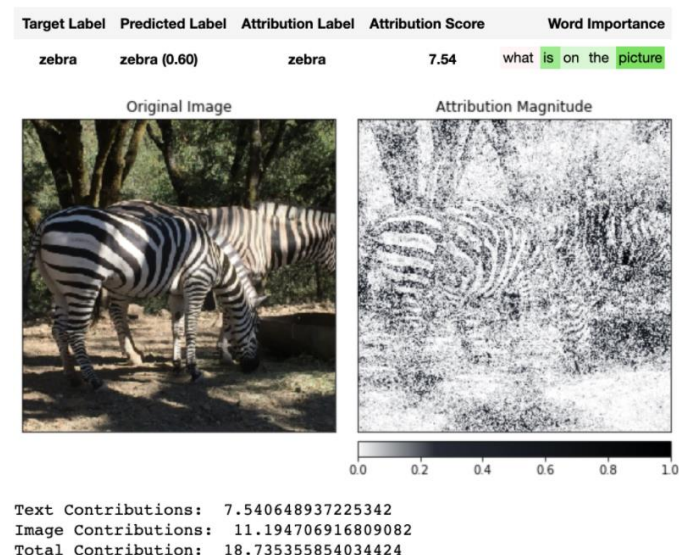 Target Label Predicted Label Attribution Label Attribution Score Word Importance
zebra zebra (0.60) zebra 7.54 what is on the picture
Original Image Attribution Magnitude
0.0 0.2 0.4 0.6 0.8 1.0
Text Contributions: 7.540648937225342
Image Contributions: 11.194706916809082
Total Contribution: 18.735355854034424